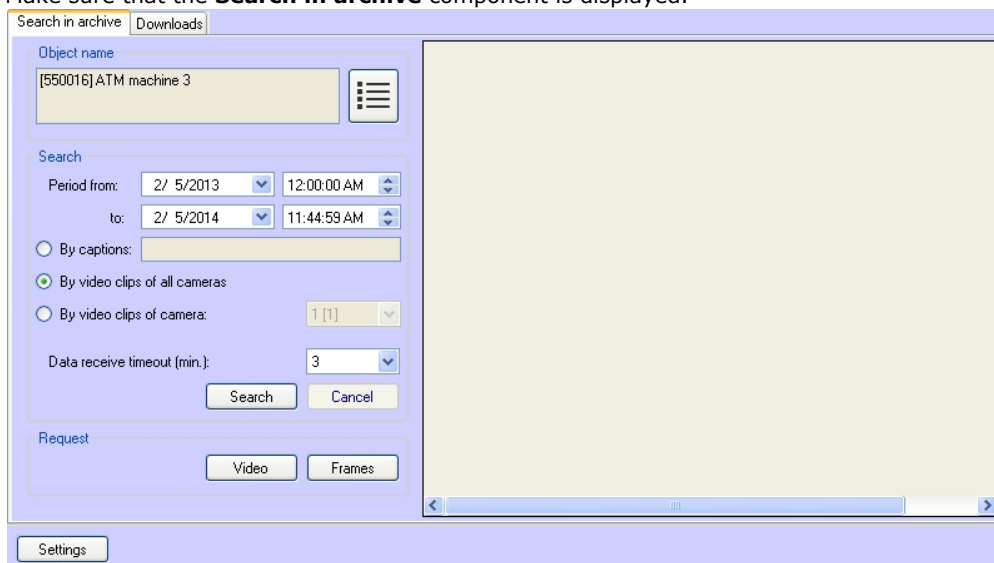 Make sure that the Search in archive component is displayed.
Search in archive Downloads
Object name
[550016] ATM machine 3
Search
Period from: 2/ 5/2013 12:00:00 AM
to: 2/ 5/2014 11:44:59 AM
By captions:
By video clips of all cameras
By video clips of camera: 1 [1]
Data receive timeout (min.): 3
Search Cancel
Request
Video Frames
Settings